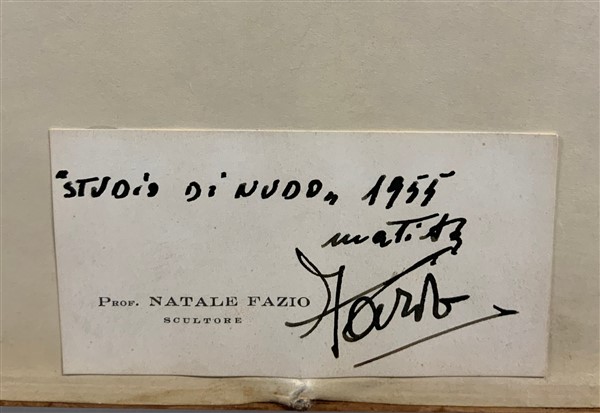 "STUDiO Di NUDO„ 1955
matita
PROF. NATALE FAZIO
SCULTORE
Fazio